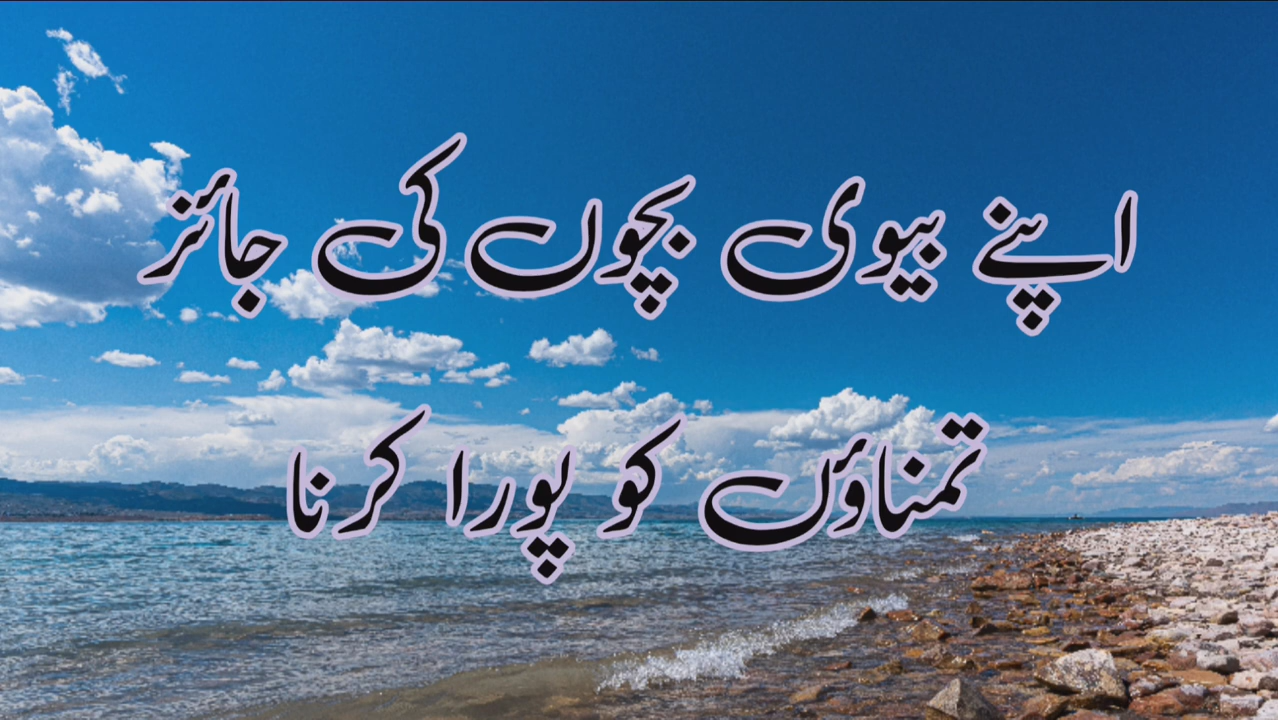 اپنے بیوی بچوں کی جائز
تمناؤں کو پورا کرنا